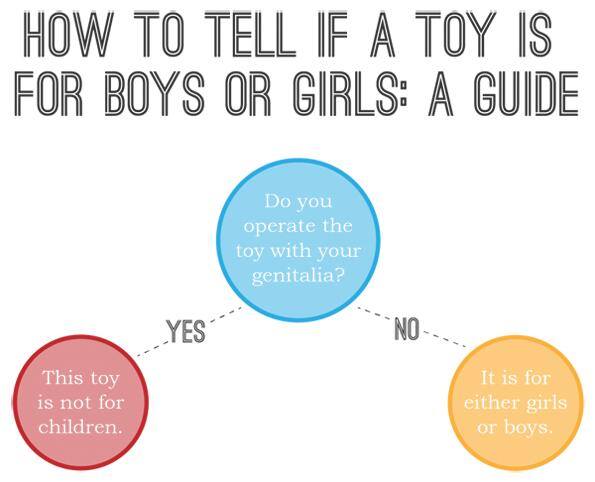 HOW TO TELL IF A TOY IS
FOR BOYS OR GIRLS: A GUIDE
Do you
operate the
toy with your
genitalia?
YES
NO
This toy
is not for
children.
It is for
either girls
or boys.